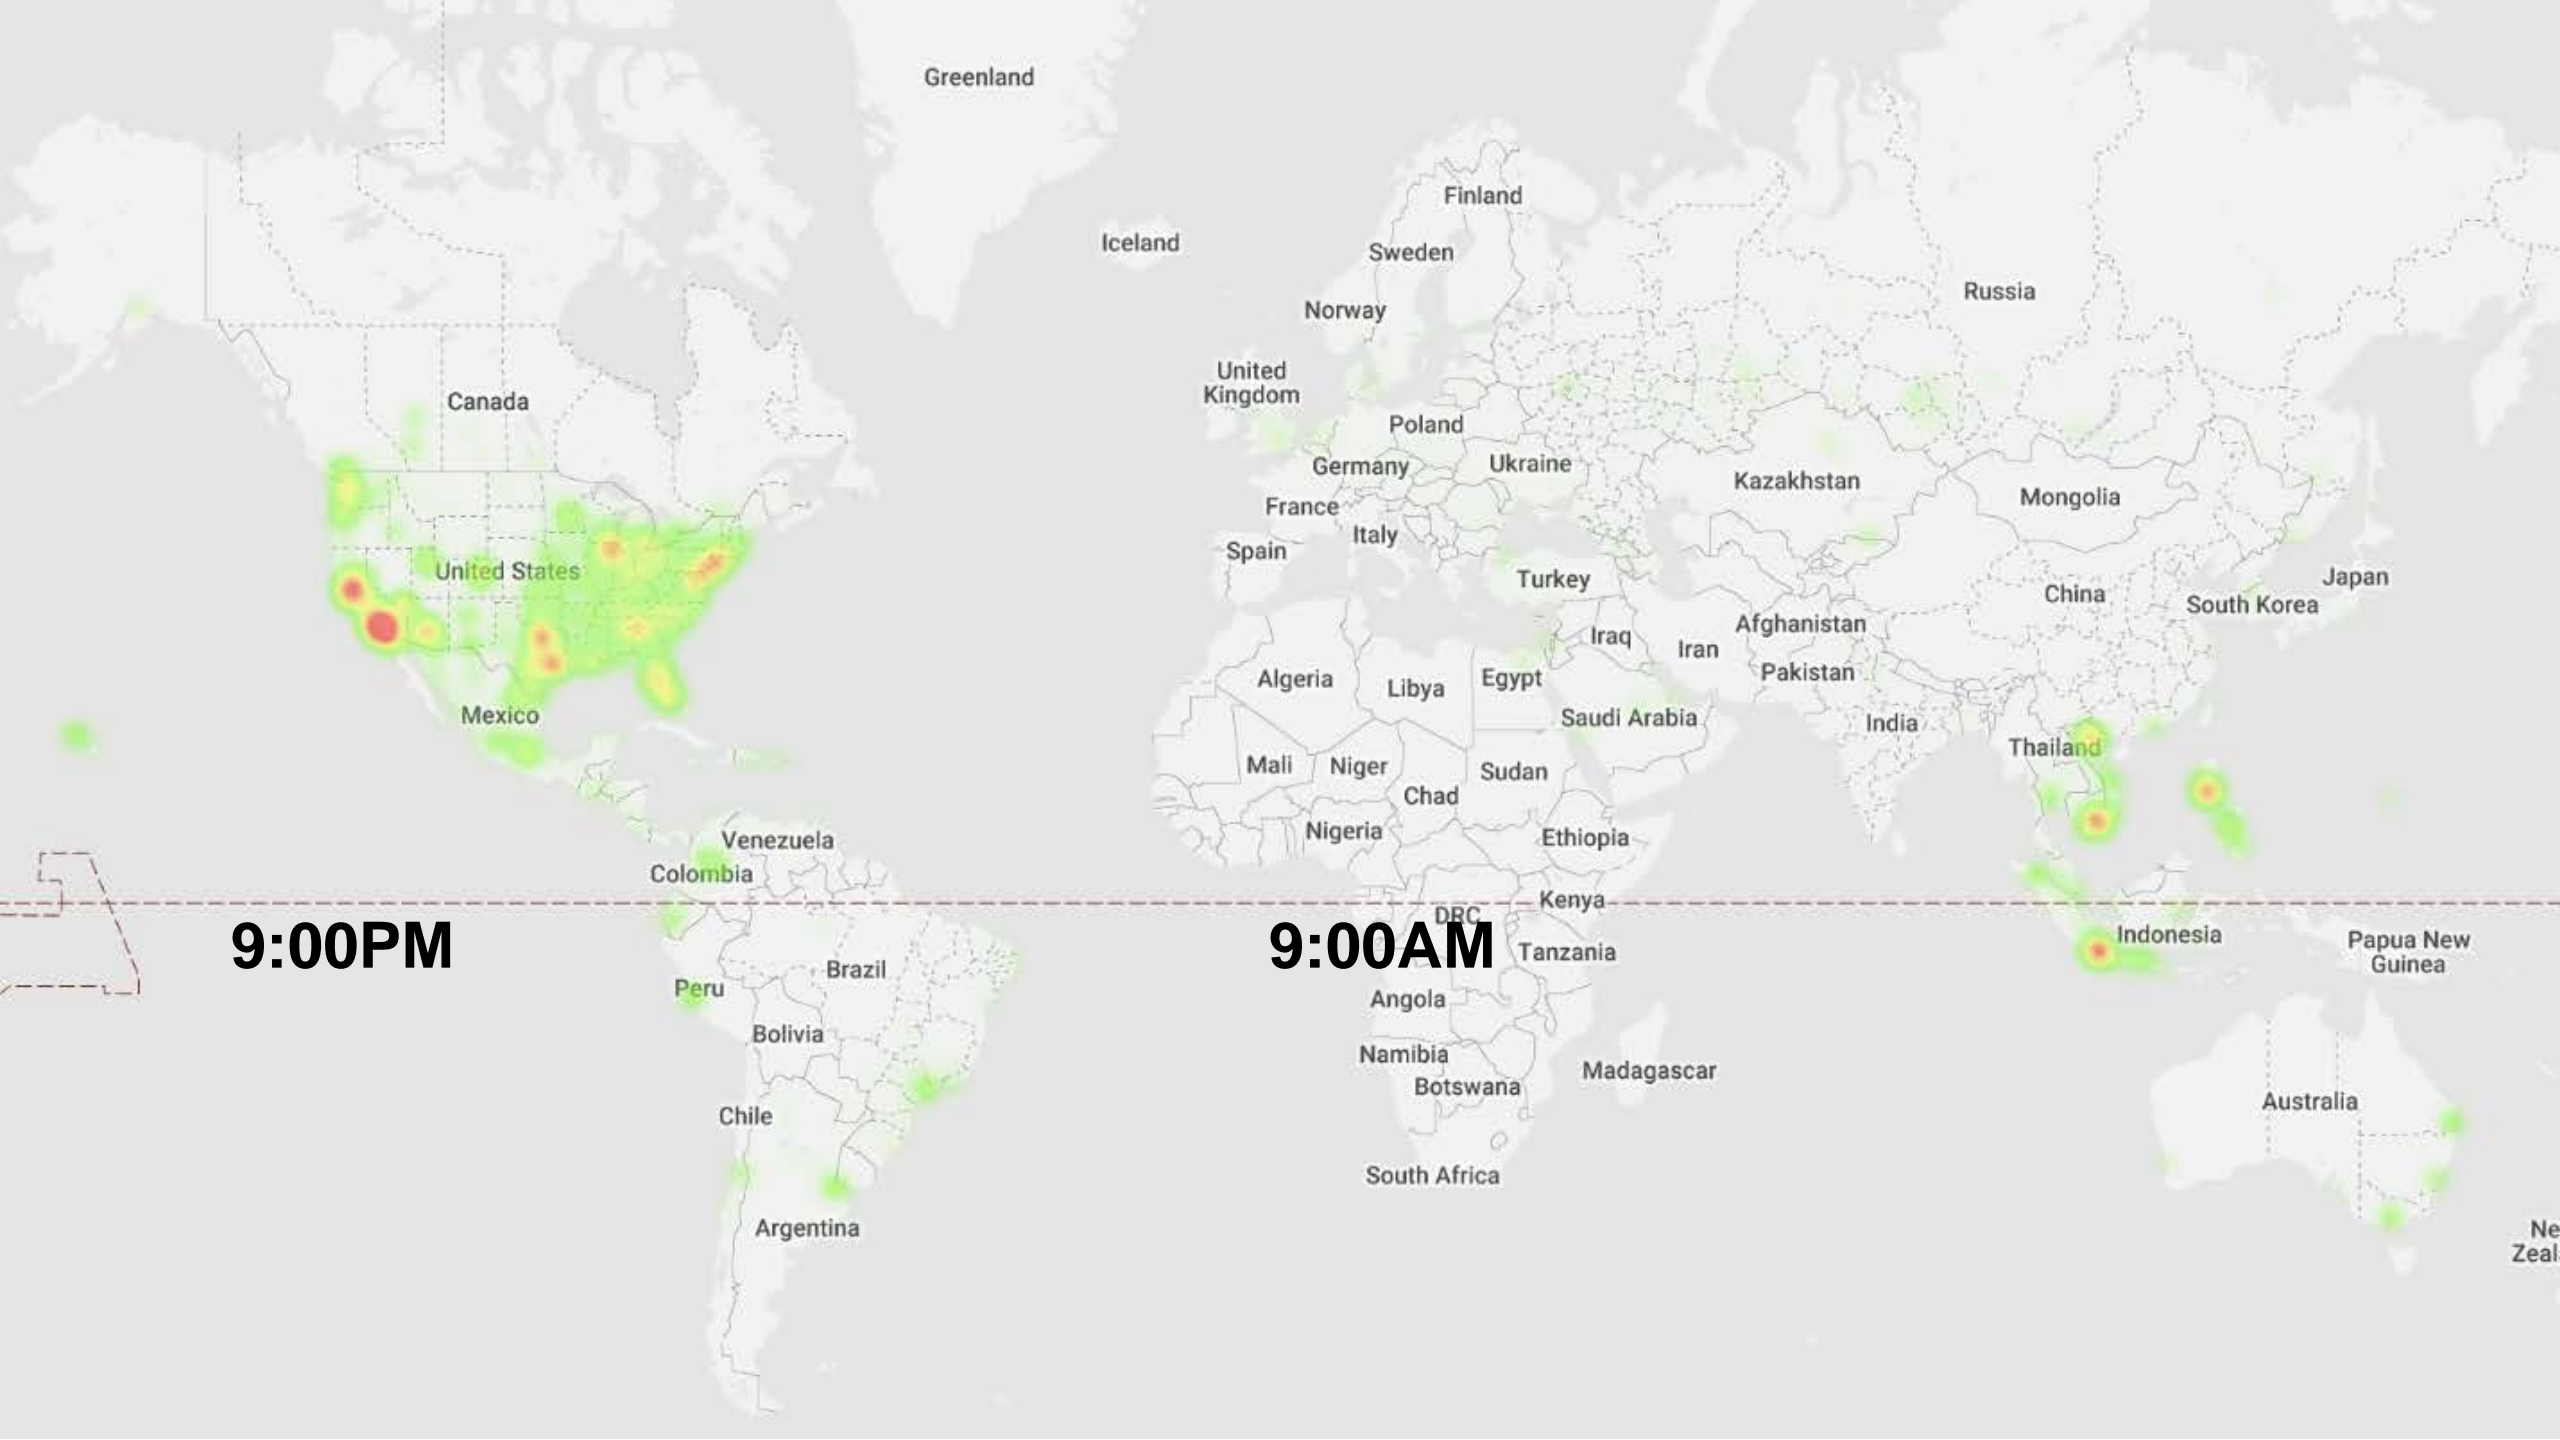 Greenland
Finland
Iceland
Sweden
Russia
Norway
United
Kingdom
Canada
Poland
Germany
Ukraine
Kazakhstan
Mongolia
France
Italy
Spain
United States
Turkey
Japan
China
South Korea
Afghanistan
Iraq
Iran
Pakistan
Algeria
Libya
Egypt
Mexico
Saudi Arabia
India
Thailand
Mali
Niger
Sudan
Chad
Venezuela
Nigeria
Ethiopia
Colombia
Kenya
DRC
9:00PM
9:00AM
Tanzania
Indonesia
Papua New
Guinea
Brazil
Peru
Angola
Bolivia
Namibia
Botswana
Madagascar
Chile
Australia
South Africa
Argentina
Ne
Zeal